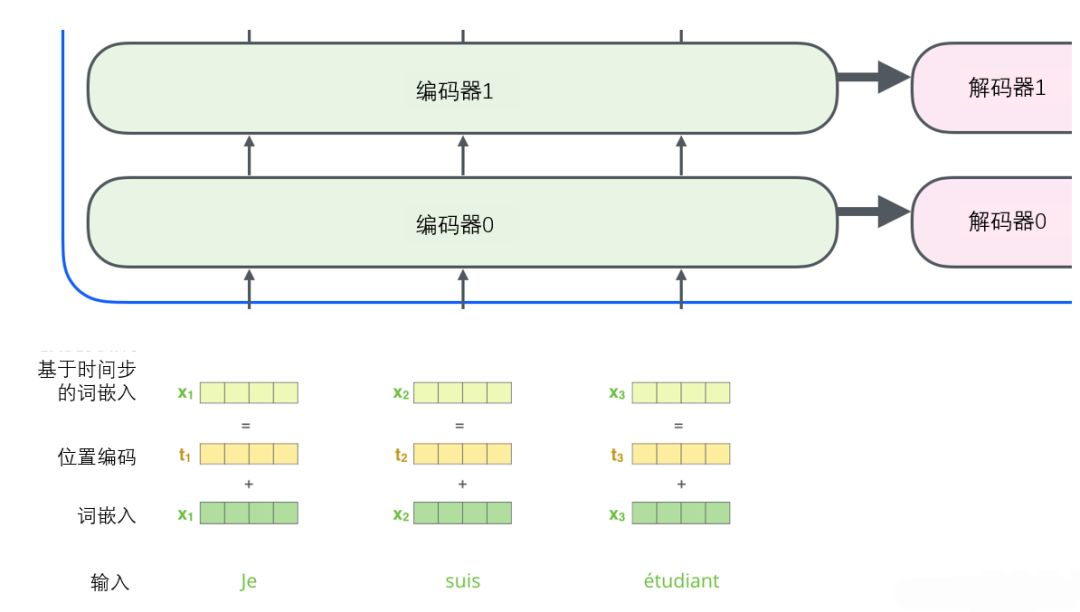 编码器1
解码器1
编码器0
解码器0
基于时间步
的词嵌入
x1
x2
x3
=
=
=
位置编码
t1
t2
t3
+
+
+
词嵌入
x1
x2
x3
输入
Je
suis
étudiant